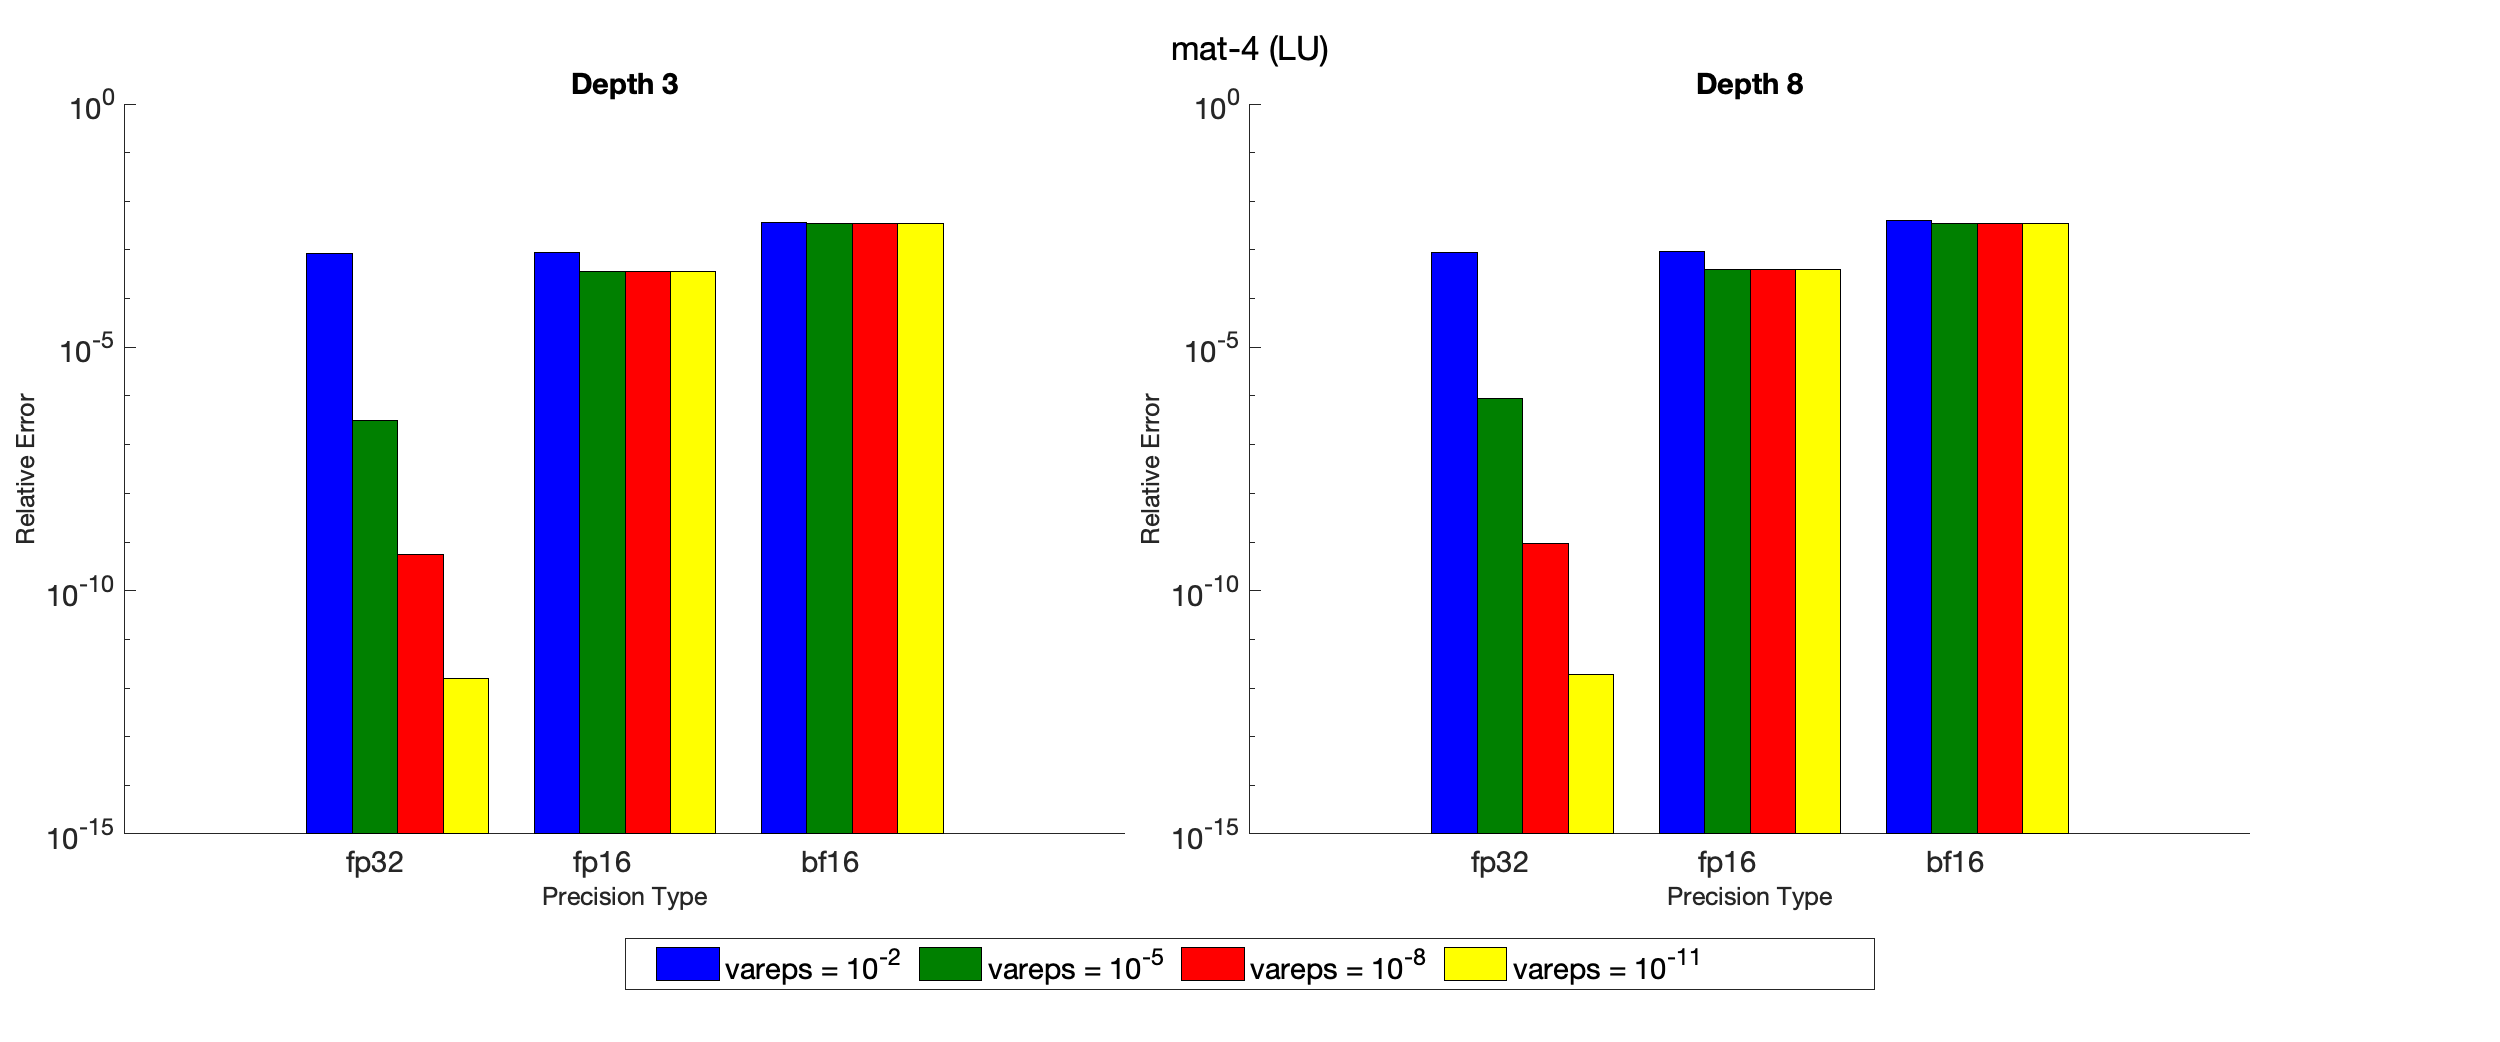 mat-4 (LU)
Depth 3
10^0
10^-5
10^-10
10^-15
Relative Error
fp32 fp16 bf16
Precision Type
Depth 8
10^0
10^-5
10^-10
10^-15
Relative Error
fp32 fp16 bf16
Precision Type
vareps = 10^-2 vareps = 10^-5 vareps = 10^-8 vareps = 10^-11